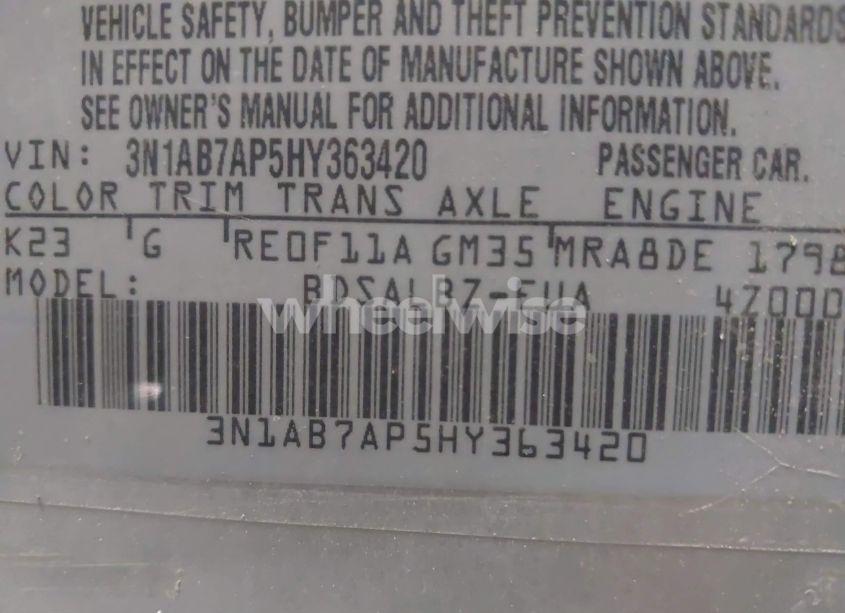 VEHICLE SAFETY, BUMPER AND THEFT PREVENTION STANDARDS
IN EFFECT ON THE DATE OF MANUFACTURE SHOWN ABOVE.
SEE OWNER'S MANUAL FOR ADDITIONAL INFORMATION.
VIN: 3N1AB7AP5HY363420 PASSENGER CAR.
COLOR TRIM TRANS AXLE ENGINE
K23 G RE0F11A GM35 MRA8DE 1798
MODEL: 4Z000
wheelwise
3N1AB7AP5HY363420